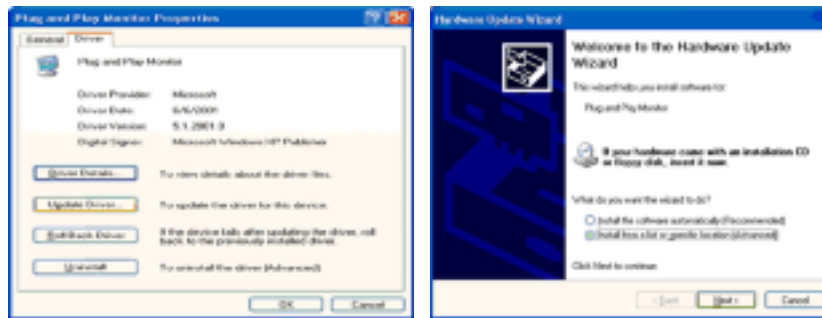 Plug and Play Monitor Properties
General Driver
Plug and Play Monitor
Driver Provider: Microsoft
Driver Date: 6/6/2001
Driver Version: 5.1.2001.0
Digital Signer: Microsoft Windows XP Publisher
Driver Details... To view details about the driver files.
Update Driver... To update the driver for this device.
Roll Back Driver If the device fails after updating the driver, roll
back to the previously installed driver.
Uninstall To uninstall the driver (Advanced).
OK Cancel
Hardware Update Wizard
Welcome to the Hardware Update
Wizard
This wizard helps you install software for:
Plug and Play Monitor
If your hardware came with an installation CD
or floppy disk, insert it now.
What do you want the wizard to do?
Install the software automatically (Recommended)
Install from a list or specific location (Advanced)
Click Next to continue.
< Back Next > Cancel